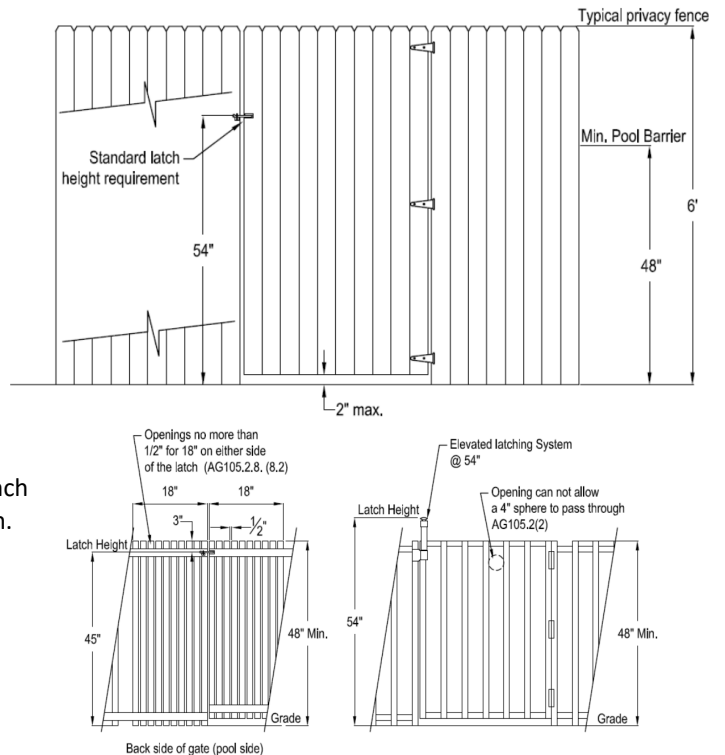 Typical privacy fence
Standard latch
height requirement
Min, Pool Barrier
54"
48"
6'
2" max.
Openings no more than
1/2" for 18" on either side
of the latch (AG105.2.8. (8.2)
18" 18"
3"
½"
Latch Height
45"
48" Min.
Grade
Back side of gate (pool side)
Elevated latching System
@ 54"
Latch Height
Opening can not allow
a 4" sphere to pass through
AG105.2(2)
54"
48" Min.
Grade